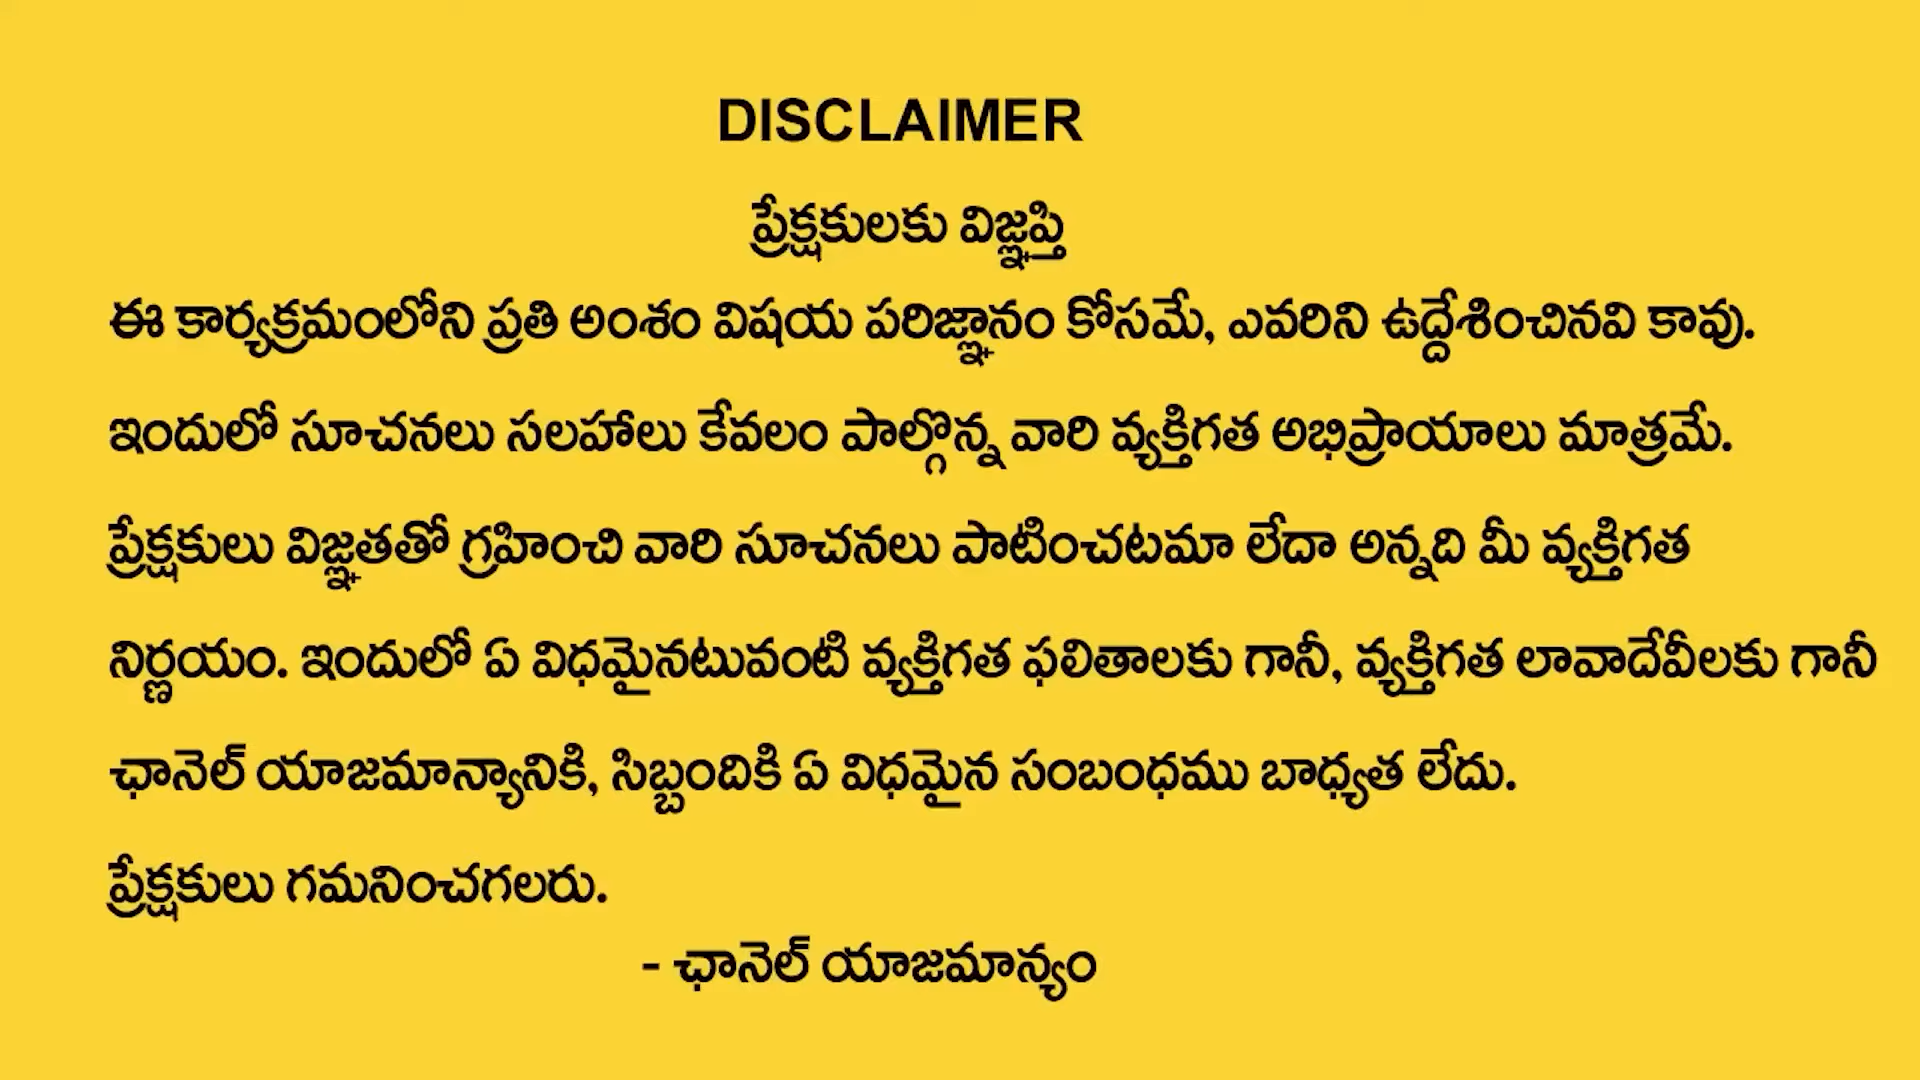 DISCLAIMER
ప్రేక్షకులకు విజ్ఞప్తి
ఈ కార్యక్రమంలోని ప్రతి అంశం విషయ పరిజ్ఞానం కోసమే, ఎవరిని ఉద్దేశించినవి కావు.
ఇందులో సూచనలు సలహాలు కేవలం పాల్గొన్న వారి వ్యక్తిగత అభిప్రాయాలు మాత్రమే.
ప్రేక్షకులు విజ్ఞతతో గ్రహించి వారి సూచనలు పాటించటమా లేదా అన్నది మీ వ్యక్తిగత
నిర్ణయం. ఇందులో ఏ విధమైనటువంటి వ్యక్తిగత ఫలితాలకు గానీ, వ్యక్తిగత లావాదేవీలకు గానీ
ఛానెల్ యాజమాన్యానికి, సిబ్బందికి ఏ విధమైన సంబంధము బాధ్యత లేదు.
ప్రేక్షకులు గమనించగలరు.
- ఛానెల్ యాజమాన్యం